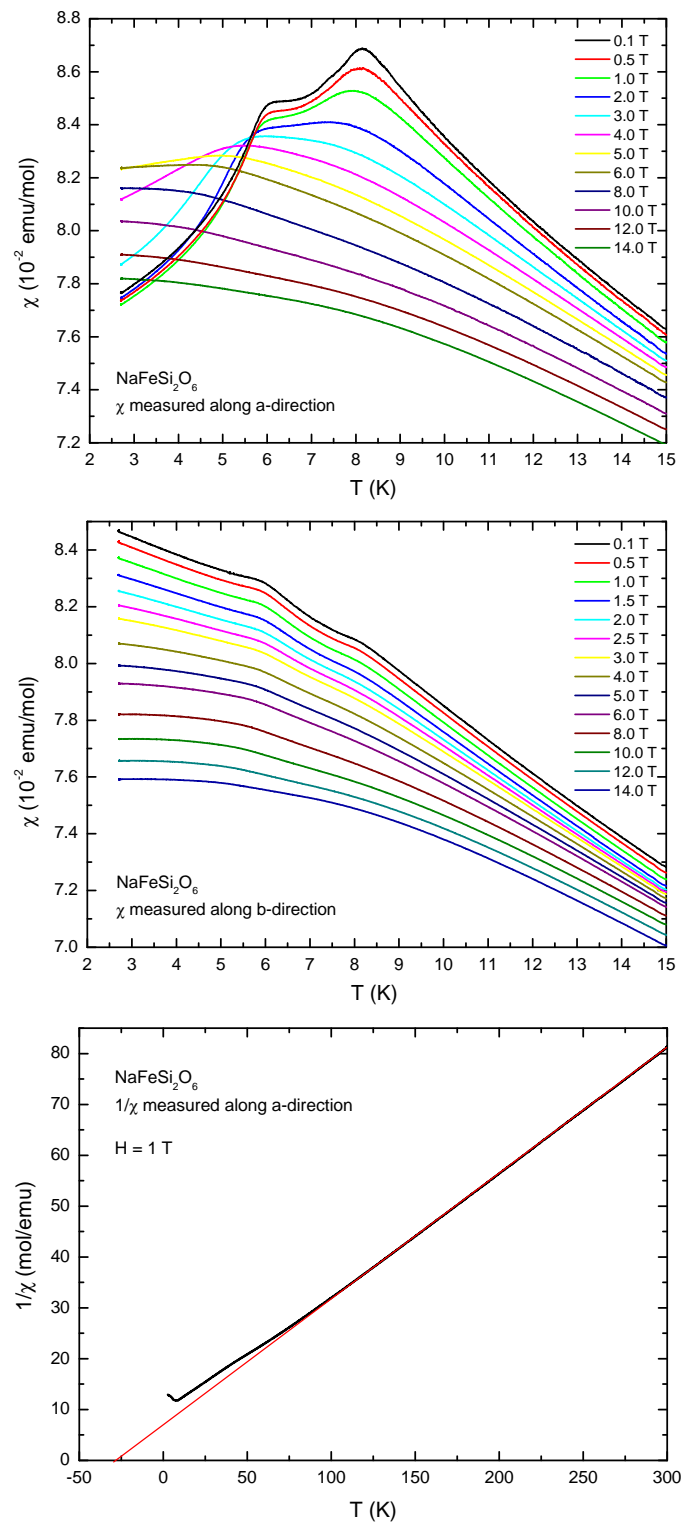 8.8
8.6
8.4
8.2
8.0
7.8
7.6
7.4
7.2
χ (10⁻² emu/mol)
0.1 T
0.5 T
1.0 T
2.0 T
3.0 T
4.0 T
5.0 T
6.0 T
8.0 T
10.0 T
12.0 T
14.0 T
NaFeSi₂O₆
χ measured along a-direction
2 3 4 5 6 7 8 9 10 11 12 13 14 15
T (K)
8.4
8.2
8.0
7.8
7.6
7.4
7.2
7.0
χ (10⁻² emu/mol)
0.1 T
0.5 T
1.0 T
1.5 T
2.0 T
2.5 T
3.0 T
4.0 T
5.0 T
6.0 T
8.0 T
10.0 T
12.0 T
14.0 T
NaFeSi₂O₆
χ measured along b-direction
2 3 4 5 6 7 8 9 10 11 12 13 14 15
T (K)
80
70
60
50
40
30
20
10
0
1/χ (mol/emu)
NaFeSi₂O₆
1/χ measured along a-direction
H = 1 T
-50 0 50 100 150 200 250 300
T (K)